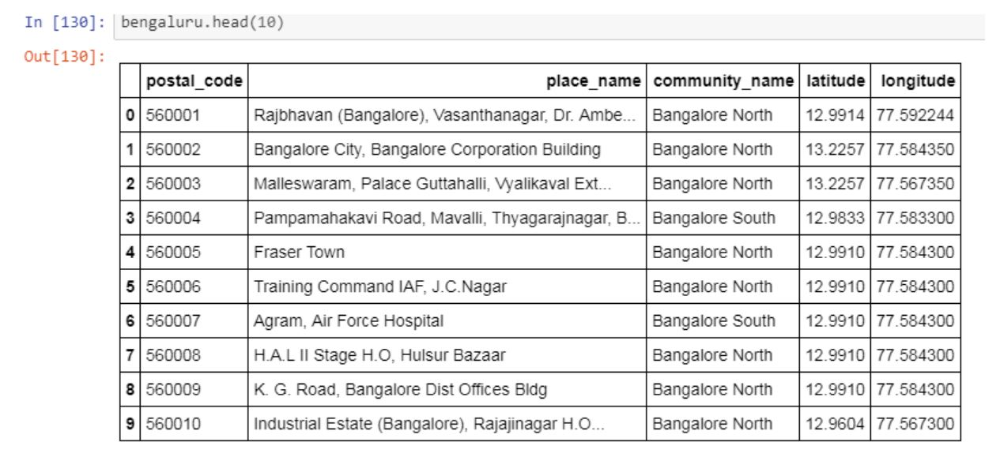 In [130]: bengaluru.head(10)
Out[130]:
postal_code place_name community_name latitude longitude
0 560001 Rajbhavan (Bangalore), Vasanthanagar, Dr. Ambe... Bangalore North 12.9914 77.592244
1 560002 Bangalore City, Bangalore Corporation Building Bangalore North 13.2257 77.584350
2 560003 Malleswaram, Palace Guttahalli, Vyalikaval Ext... Bangalore North 13.2257 77.567350
3 560004 Pampamahakavi Road, Mavalli, Thyagarajnagar, B... Bangalore South 12.9833 77.583300
4 560005 Fraser Town Bangalore North 12.9910 77.584300
5 560006 Training Command IAF, J.C.Nagar Bangalore North 12.9910 77.584300
6 560007 Agram, Air Force Hospital Bangalore South 12.9910 77.584300
7 560008 H.A.L II Stage H.O, Hulsur Bazaar Bangalore North 12.9910 77.584300
8 560009 K. G. Road, Bangalore Dist Offices Bldg Bangalore North 12.9910 77.584300
9 560010 Industrial Estate (Bangalore), Rajajinagar H.O... Bangalore North 12.9604 77.567300